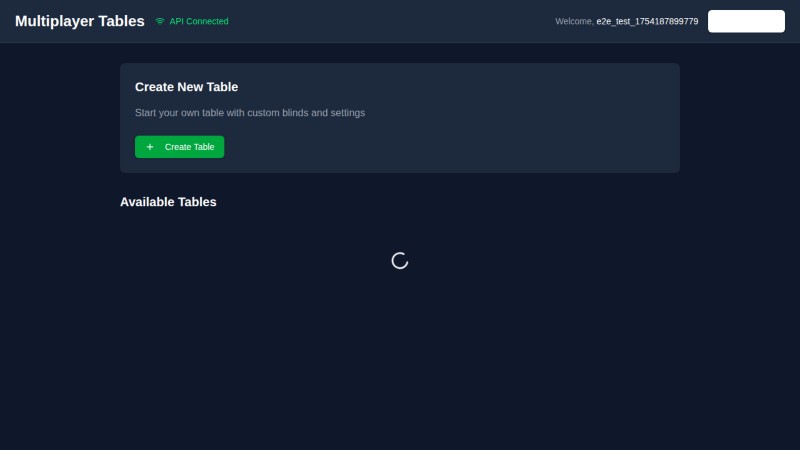 Multiplayer Tables
API Connected
Welcome, e2e_test_1754187899779
Create New Table
Start your own table with custom blinds and settings
+ Create Table
Available Tables